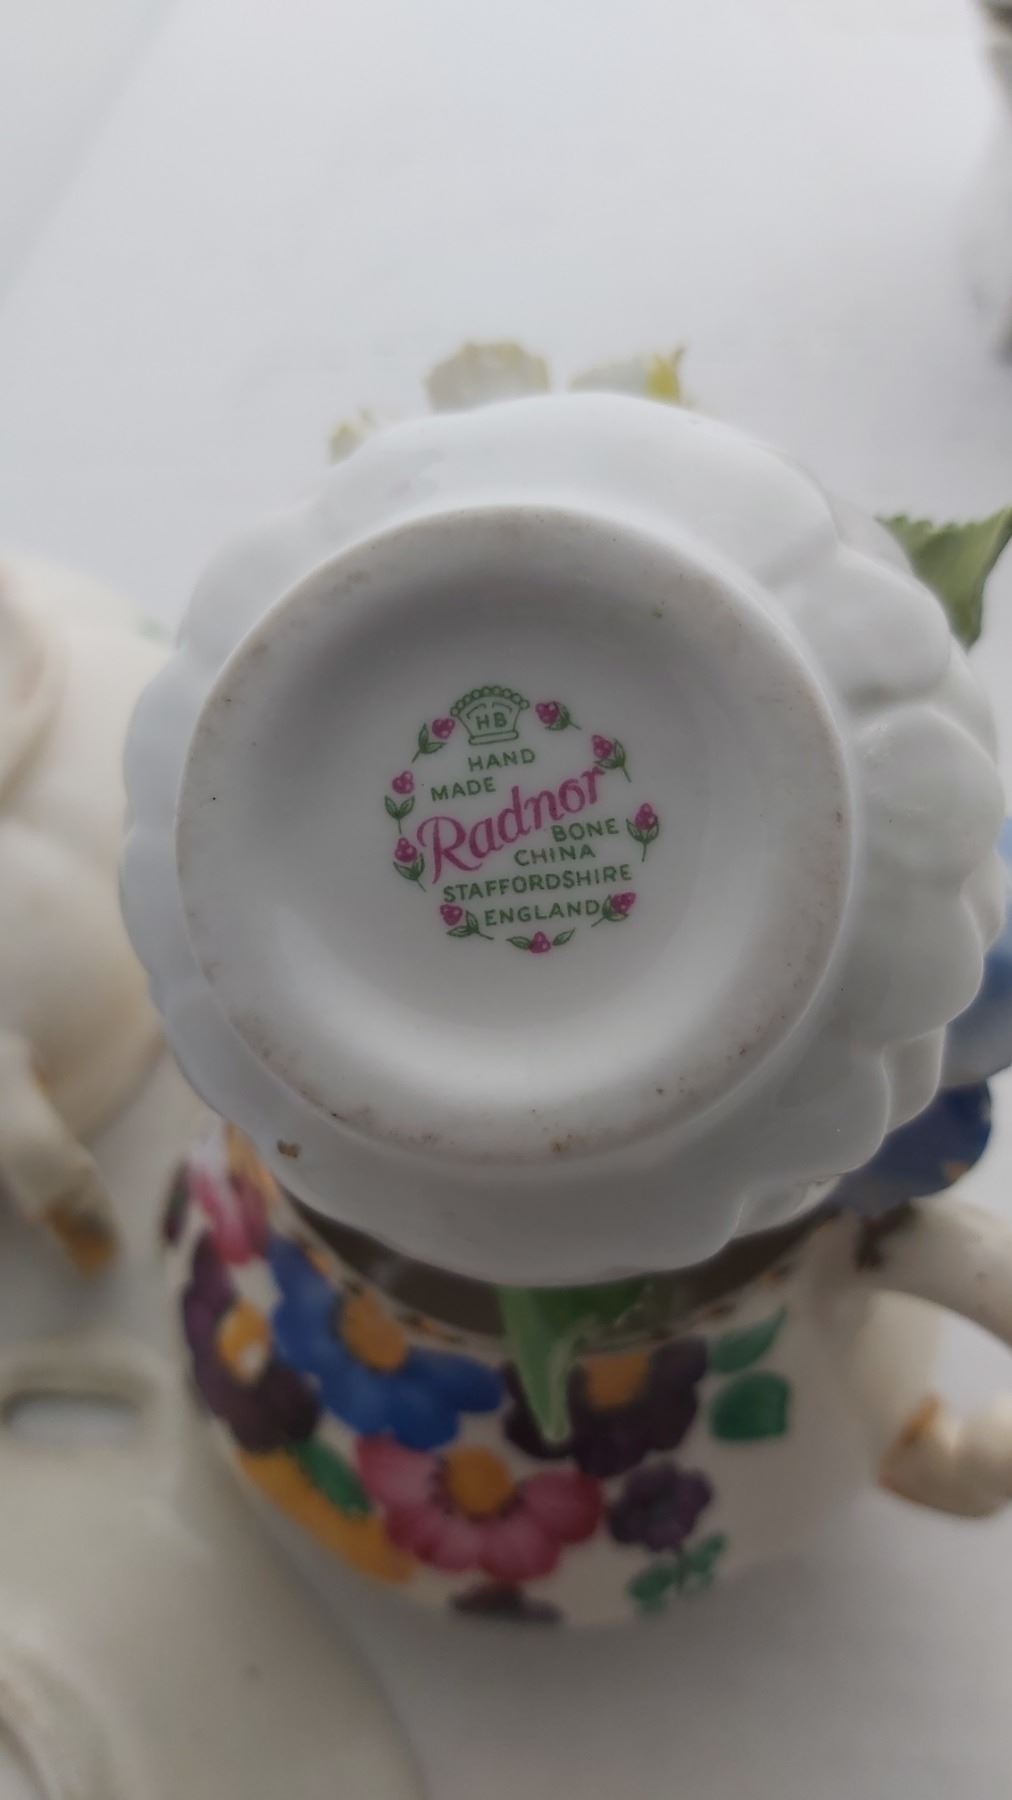 HB
HAND
MADE
Radnor
BONE
CHINA
STAFFORDSHIRE
ENGLAND